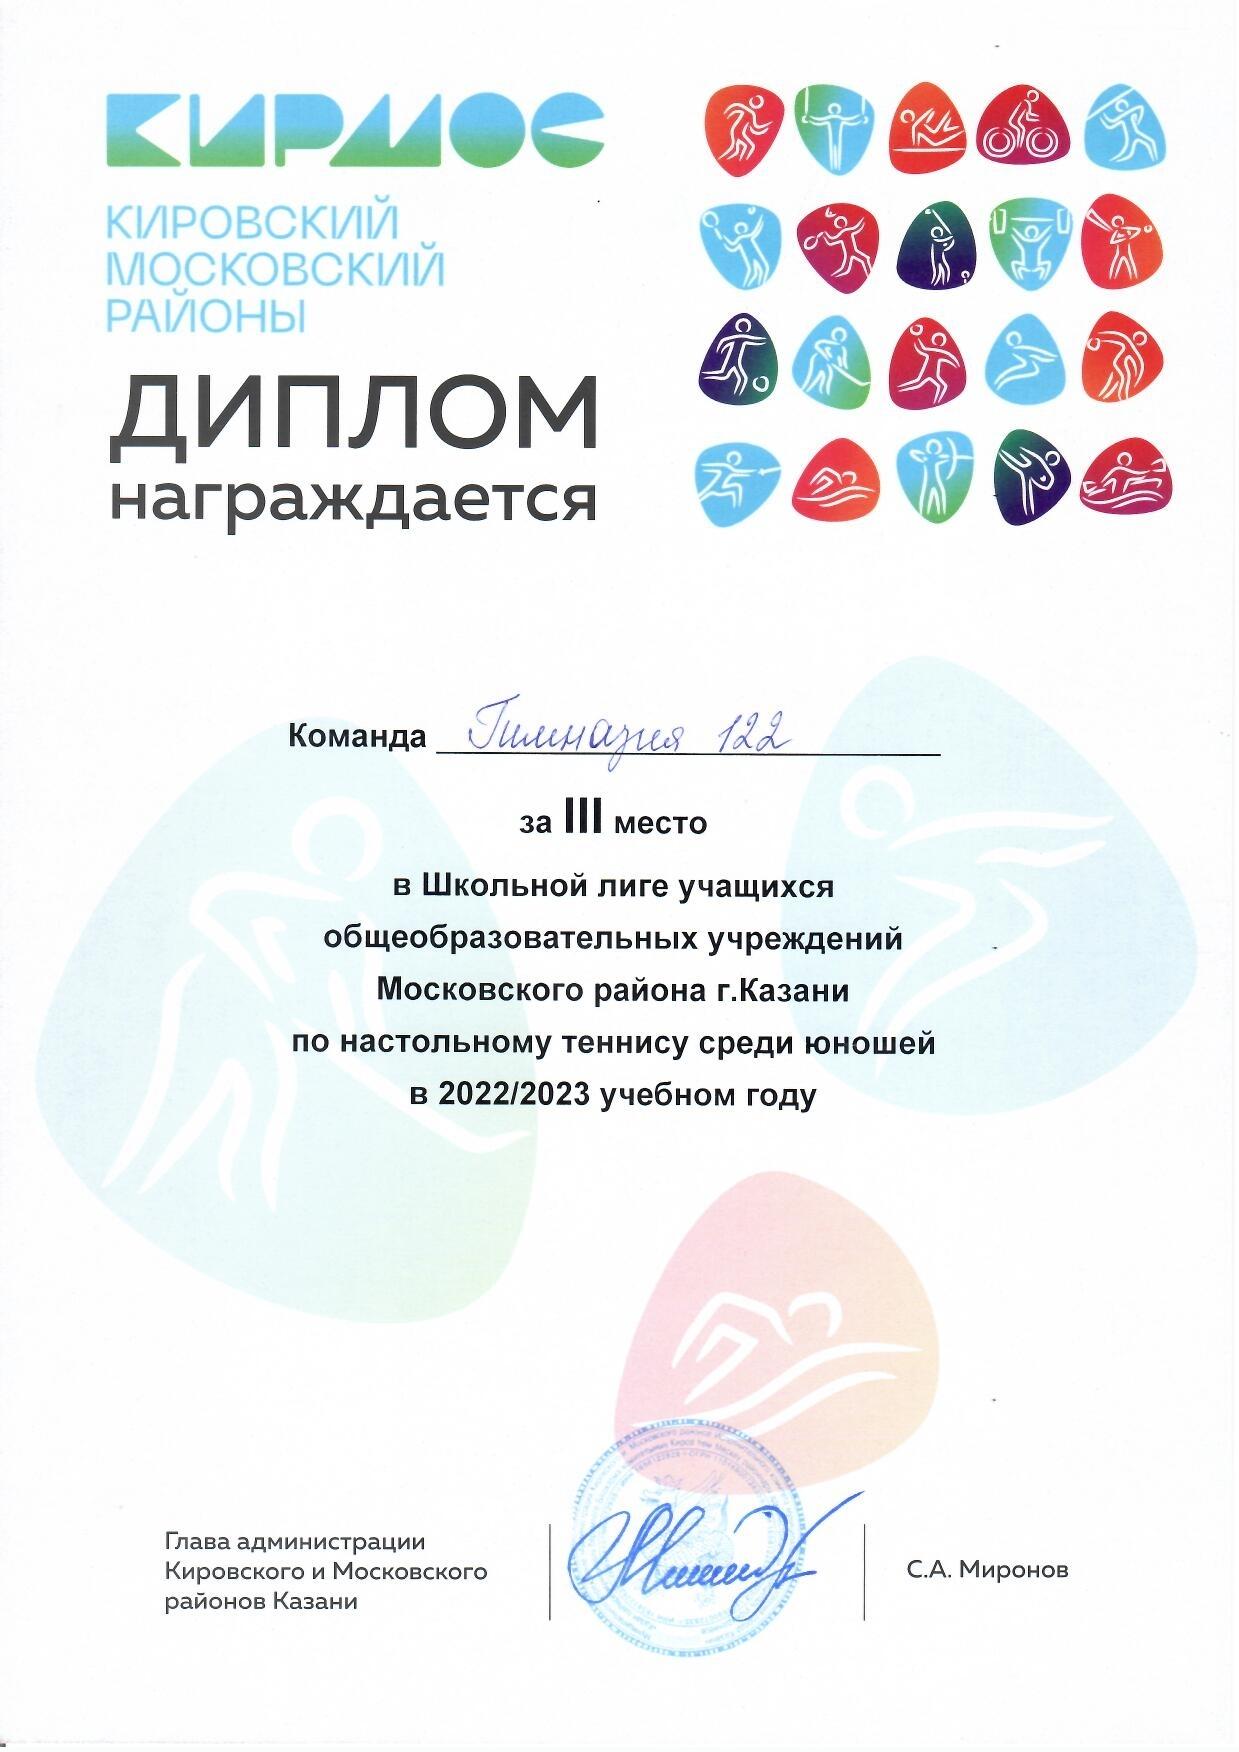 КИРМОС
КИРОВСКИЙ
МОСКОВСКИЙ
РАЙОНЫ
ДИПЛОМ
награждается
Команда Гимназия 122
за III место
в Школьной лиге учащихся
общеобразовательных учреждений
Московского района г.Казани
по настольному теннису среди юношей
в 2022/2023 учебном году
Глава администрации
Кировского и Московского
районов Казани
С.А. Миронов